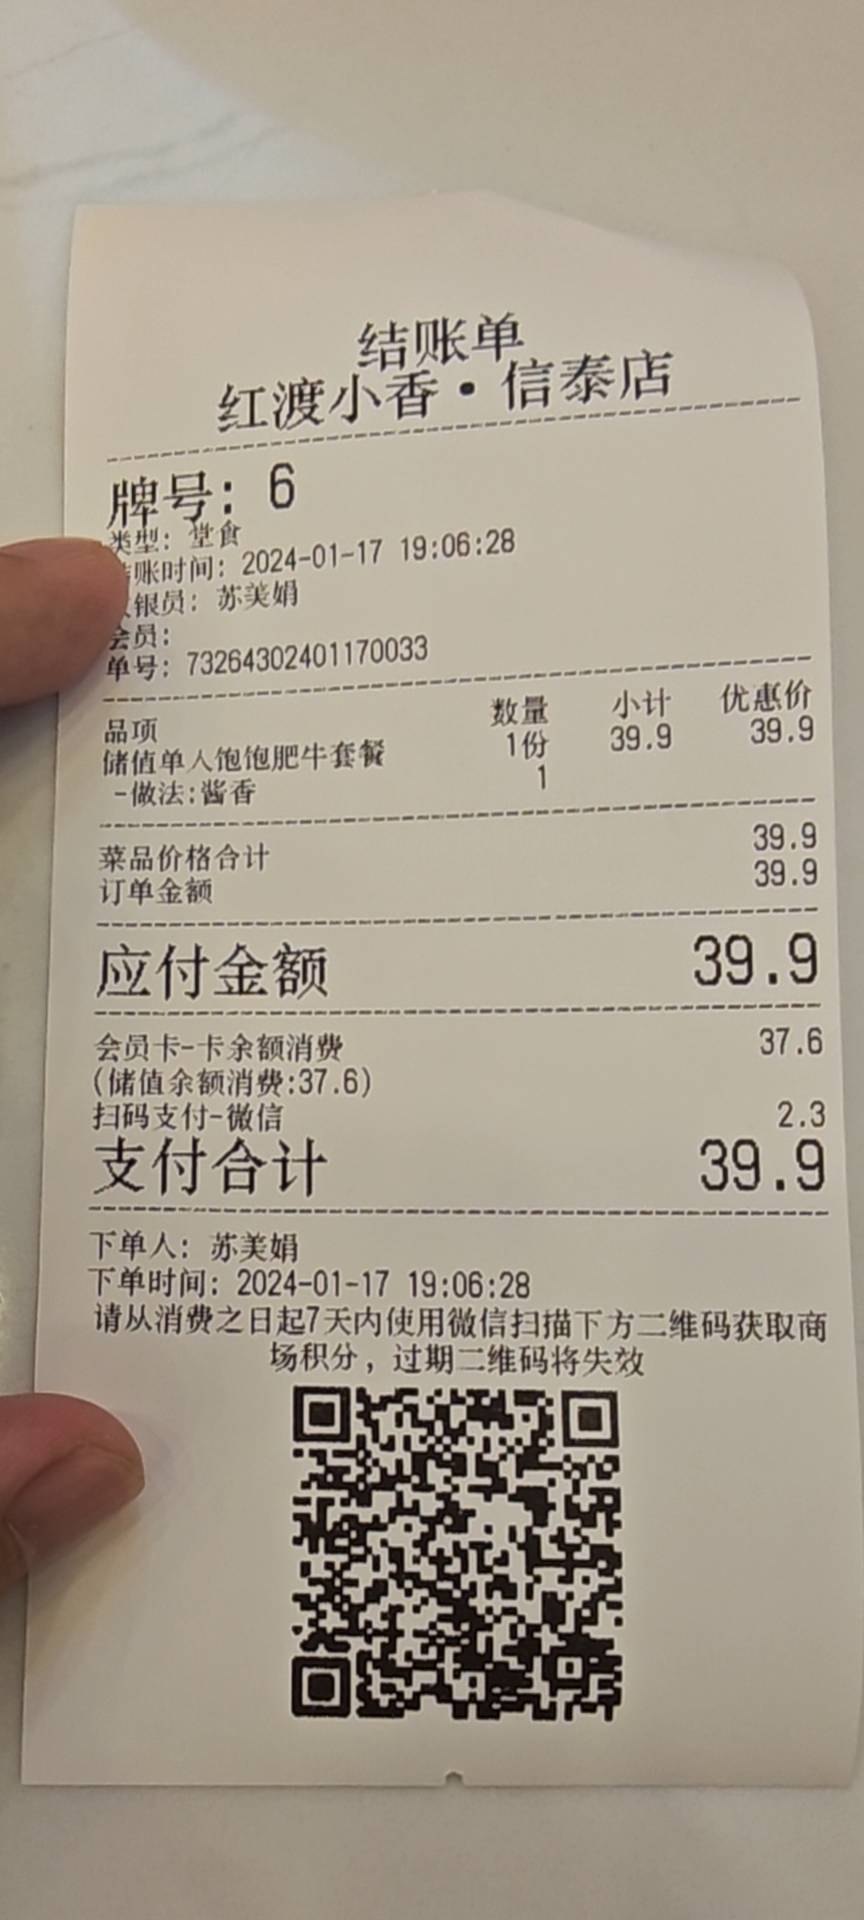 结账单
红渡小香·信泰店
牌号: 6
类型: 堂食
账时间: 2024-01-17 19:06:28
银员: 苏美娟
会员:
单号: 73264302401170033
品项 数量 小计 优惠价
储值单人饱饱肥牛套餐 1份 39.9 39.9
-做法:酱香 1
菜品价格合计 39.9
订单金额 39.9
应付金额 39.9
会员卡-卡余额消费 37.6
(储值余额消费:37.6)
扫码支付-微信 2.3
支付合计 39.9
下单人: 苏美娟
下单时间: 2024-01-17 19:06:28
请从消费之日起7天内使用微信扫描下方二维码获取商
场积分，过期二维码将失效